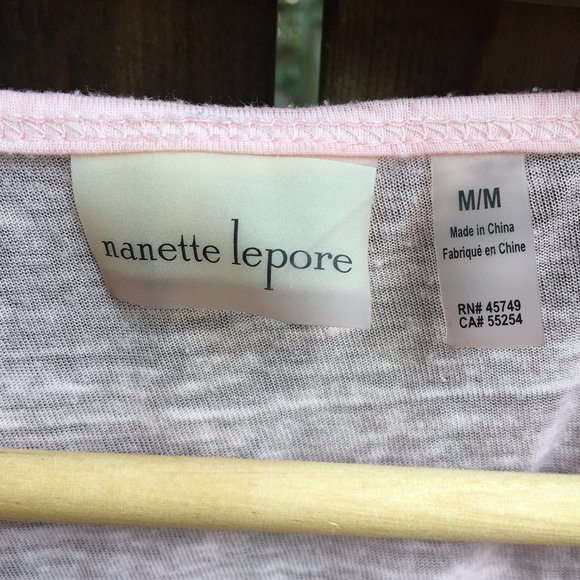 nanette lepore
M/M
Made in China
Fabriqué en Chine
RN# 45749
CA# 55254